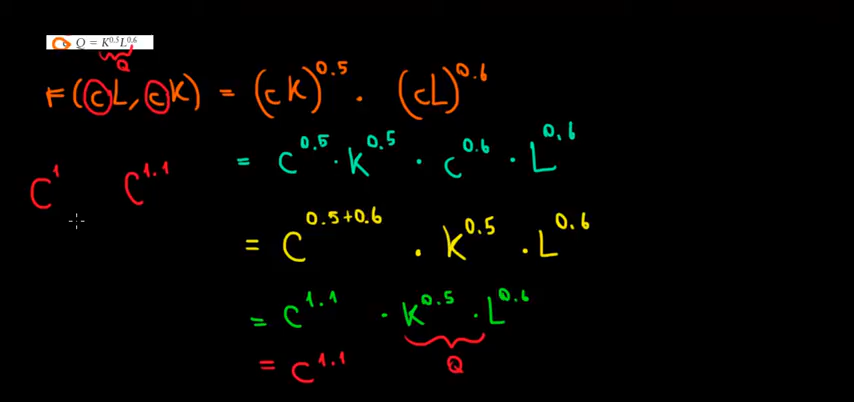 c. Q = K^0.5 L^0.6
Q
F(cL, cK) = (cK)^0.5 · (cL)^0.6
= c^0.5 · K^0.5 · c^0.6 · L^0.6
C^1 C^1.1
= C^0.5+0.6 · K^0.5 · L^0.6
= C^1.1 · K^0.5 · L^0.6
= C^1.1 Q